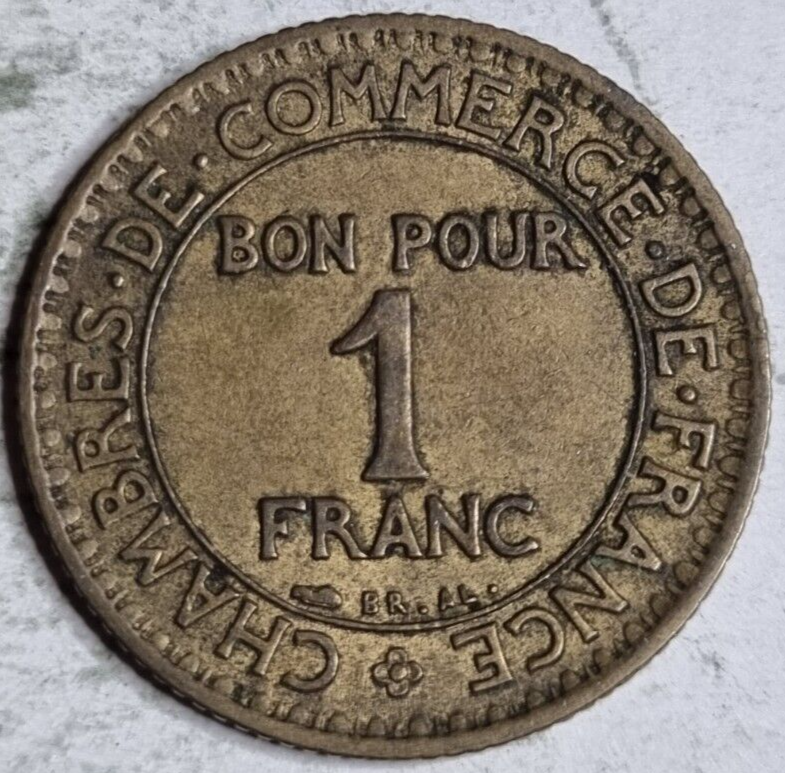 CHAMBRES·DE·COMMERCE·DE·FRANCE
BON POUR
1
FRANC
BR.AL.